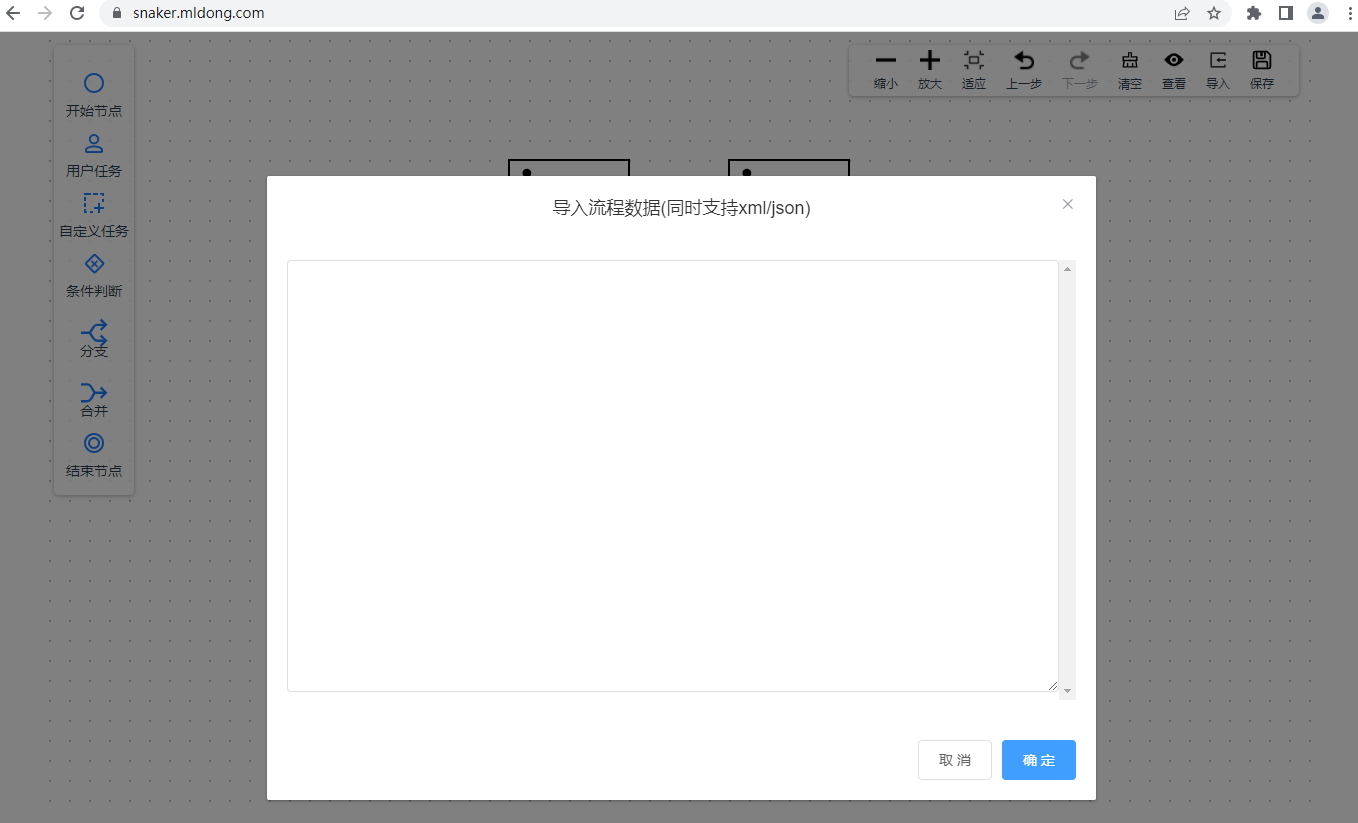 snaker.mldong.com
缩小
放大
适应
上一步
下一步
清空
查看
导入
保存
开始节点
用户任务
自定义任务
条件判断
分支
合并
结束节点
导入流程数据(同时支持xml/json)
取消
确定